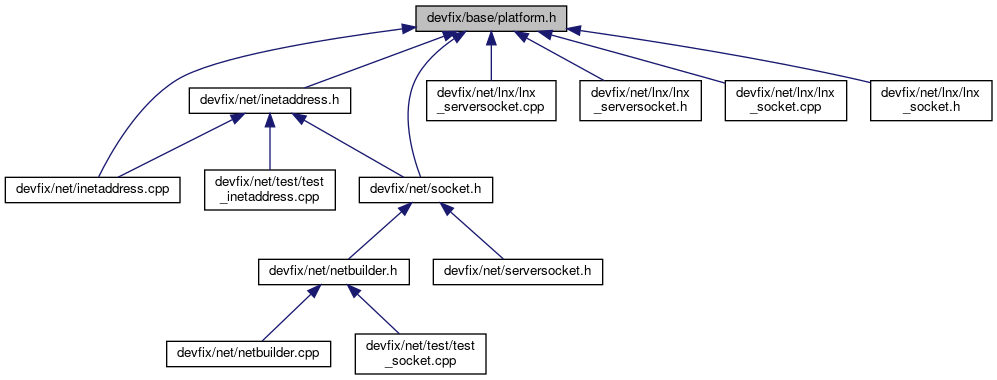 devfix/base/platform.h
devfix/net/lnx/lnx
_serversocket.cpp
devfix/net/lnx/lnx
_serversocket.h
devfix/net/lnx/lnx
_socket.cpp
devfix/net/lnx/lnx
_socket.h
devfix/net/inetaddress.h
devfix/net/inetaddress.cpp
devfix/net/test/test
_inetaddress.cpp
devfix/net/socket.h
devfix/net/netbuilder.h
devfix/net/serversocket.h
devfix/net/netbuilder.cpp
devfix/net/test/test
_socket.cpp